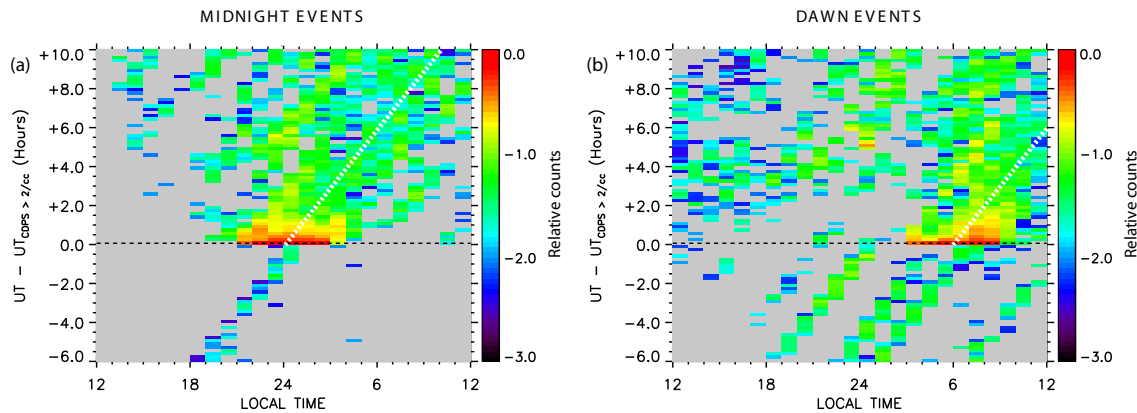 MIDNIGHT EVENTS
DAWN EVENTS
(a)
UT − UT_CDPS > 2/cc (Hours)
+10.0
+8.0
+6.0
+4.0
+2.0
0.0
−2.0
−4.0
−6.0
12 18 24 6 12
LOCAL TIME
0.0
−1.0
−2.0
−3.0
Relative counts
(b)
UT − UT_CDPS > 2/cc (Hours)
+10.0
+8.0
+6.0
+4.0
+2.0
0.0
−2.0
−4.0
−6.0
12 18 24 6 12
LOCAL TIME
0.0
−1.0
−2.0
−3.0
Relative counts